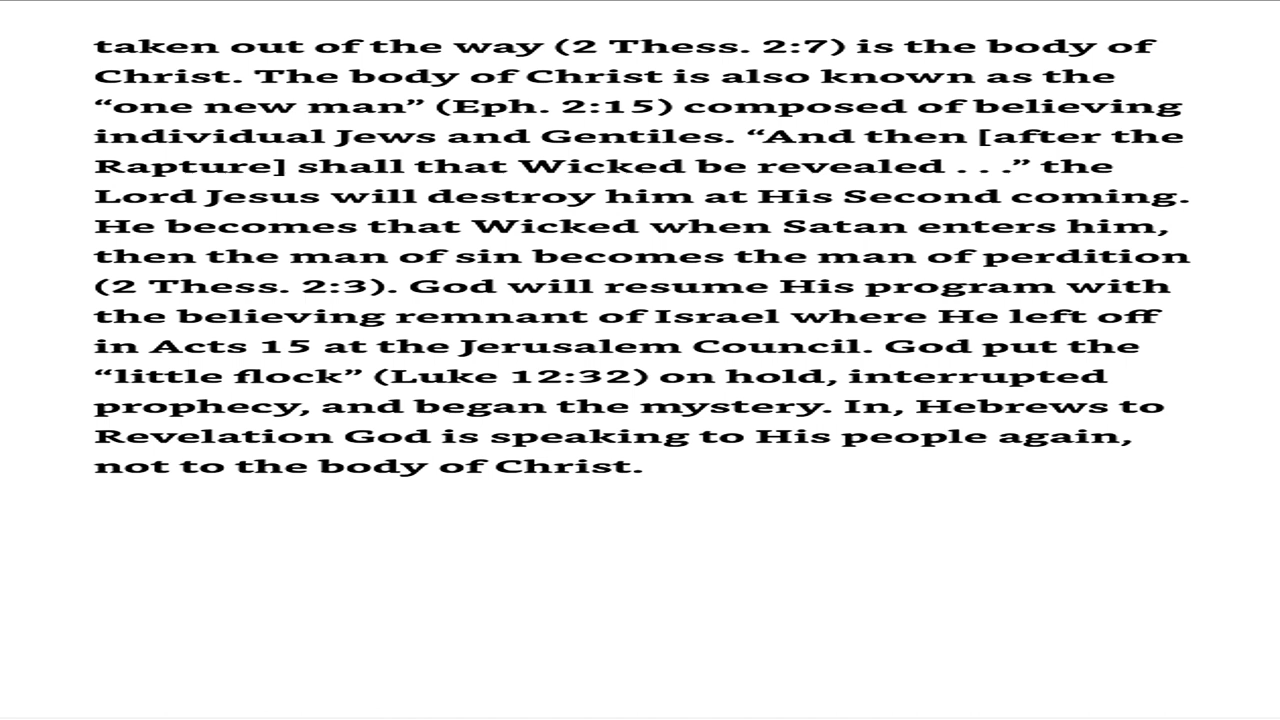 taken out of the way (2 Thess. 2:7) is the body of
Christ. The body of Christ is also known as the
“one new man” (Eph. 2:15) composed of believing
individual Jews and Gentiles. “And then [after the
Rapture] shall that Wicked be revealed . . .” the
Lord Jesus will destroy him at His Second coming.
He becomes that Wicked when Satan enters him,
then the man of sin becomes the man of perdition
(2 Thess. 2:3). God will resume His program with
the believing remnant of Israel where He left off
in Acts 15 at the Jerusalem Council. God put the
“little flock” (Luke 12:32) on hold, interrupted
prophecy, and began the mystery. In, Hebrews to
Revelation God is speaking to His people again,
not to the body of Christ.